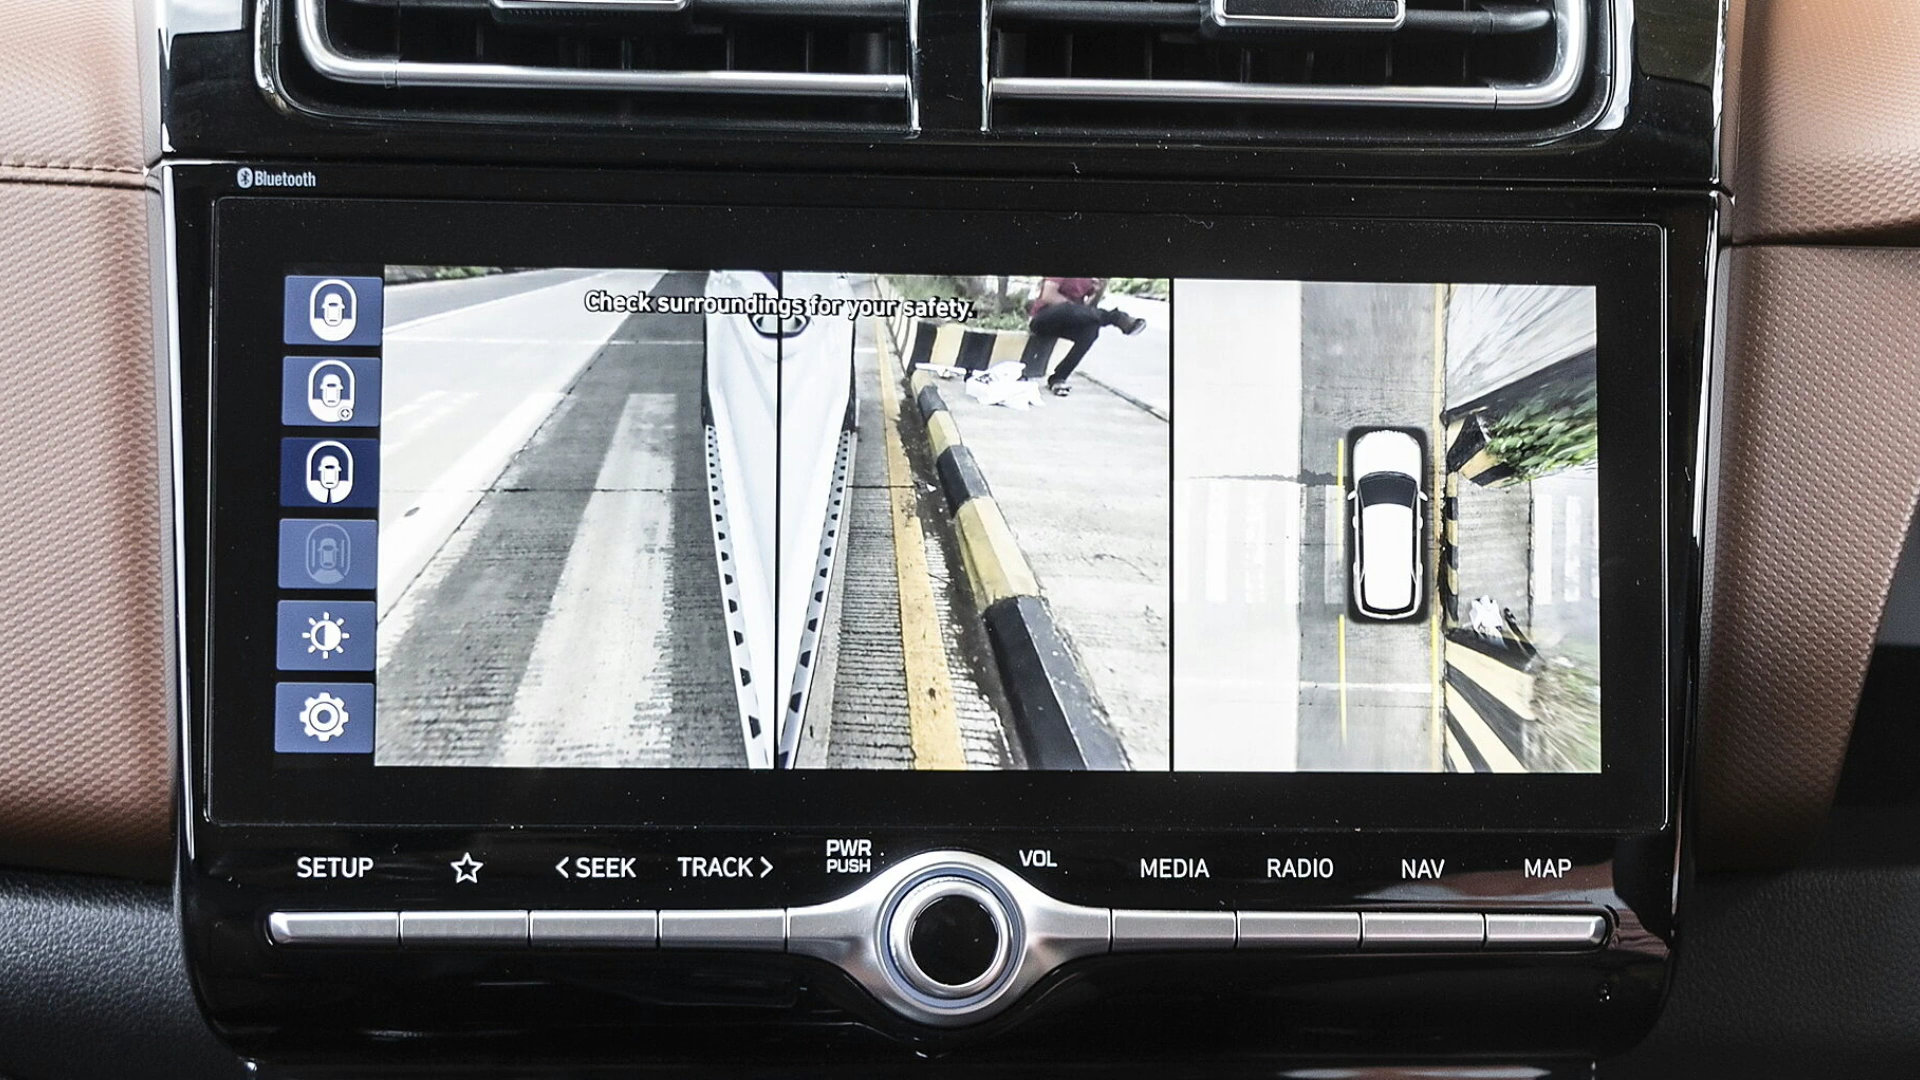 Bluetooth
Check surroundings for your safety.
SETUP
< SEEK
TRACK >
PWR
PUSH
VOL
MEDIA
RADIO
NAV
MAP